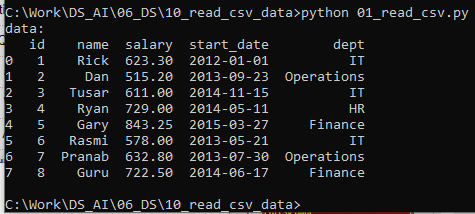 C:\Work\DS_AI\06_DS\10_read_csv_data>python 01_read_csv.py
data:
   id    name  salary  start_date        dept
0   1    Rick  623.30  2012-01-01          IT
1   2     Dan  515.20  2013-09-23  Operations
2   3   Tusar  611.00  2014-11-15          IT
3   4    Ryan  729.00  2014-05-11          HR
4   5    Gary  843.25  2015-03-27     Finance
5   6   Rasmi  578.00  2013-05-21          IT
6   7  Pranab  632.80  2013-07-30  Operations
7   8    Guru  722.50  2014-06-17     Finance
C:\Work\DS_AI\06_DS\10_read_csv_data>